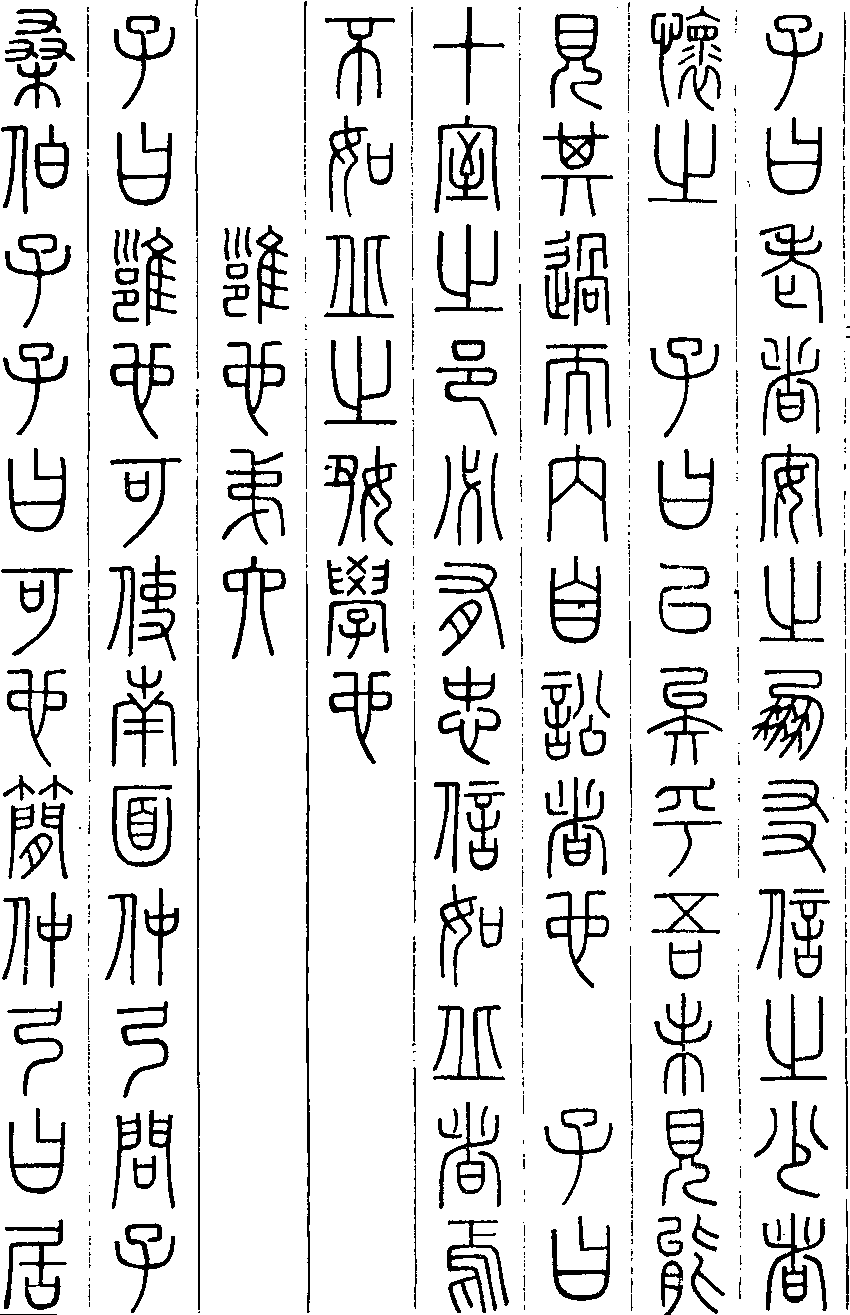 子曰老者安之朋友信之少者
懷之　子曰已矣乎吾未見能
見其過而內自訟者也　子曰
十室之邑必有忠信如丘者焉
不如丘之好學也
雍也弟六
子曰雍也可使南面仲弓問子
桑伯子子曰可也簡仲弓曰居